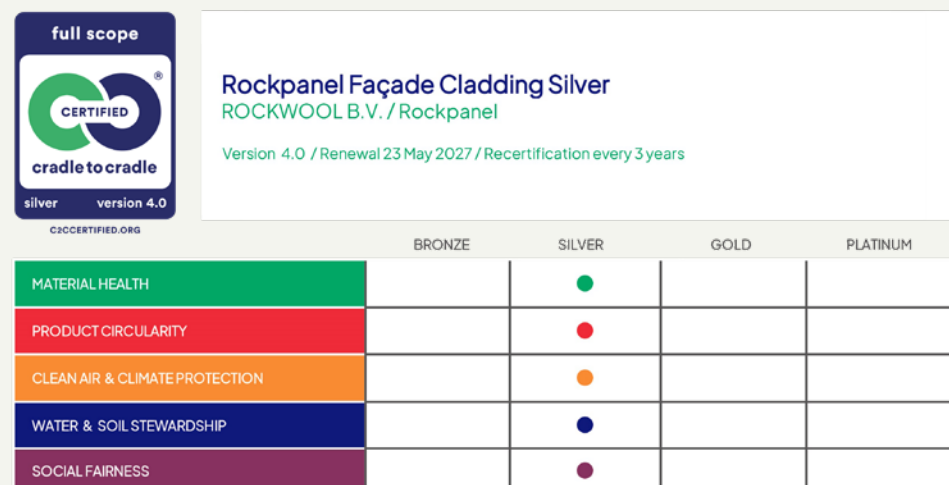 full scope
®
CERTIFIED
cradle to cradle
silver version 4.0
C2CCERTIFIED.ORG
Rockpanel Façade Cladding Silver
ROCKWOOL B.V. / Rockpanel
Version 4.0 / Renewal 23 May 2027 / Recertification every 3 years
BRONZE SILVER GOLD PLATINUM
MATERIAL HEALTH
PRODUCT CIRCULARITY
CLEAN AIR & CLIMATE PROTECTION
WATER & SOIL STEWARDSHIP
SOCIAL FAIRNESS